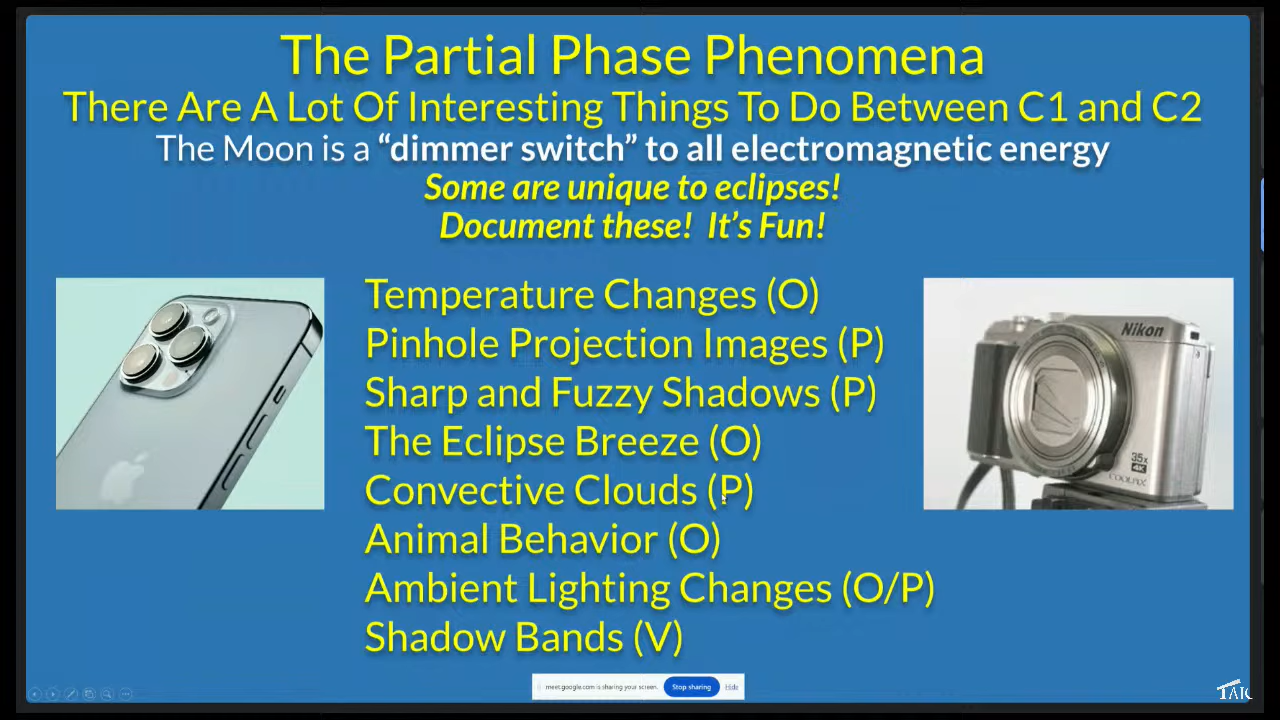 The Partial Phase Phenomena
There Are A Lot Of Interesting Things To Do Between C1 and C2
The Moon is a “dimmer switch” to all electromagnetic energy
Some are unique to eclipses!
Document these! It’s Fun!
Temperature Changes (O)
Pinhole Projection Images (P)
Sharp and Fuzzy Shadows (P)
The Eclipse Breeze (O)
Convective Clouds (P)
Animal Behavior (O)
Ambient Lighting Changes (O/P)
Shadow Bands (V)
Nikon
35x
4K
COOLPIX
meet.google.com is sharing your screen.
Stop sharing
Hide